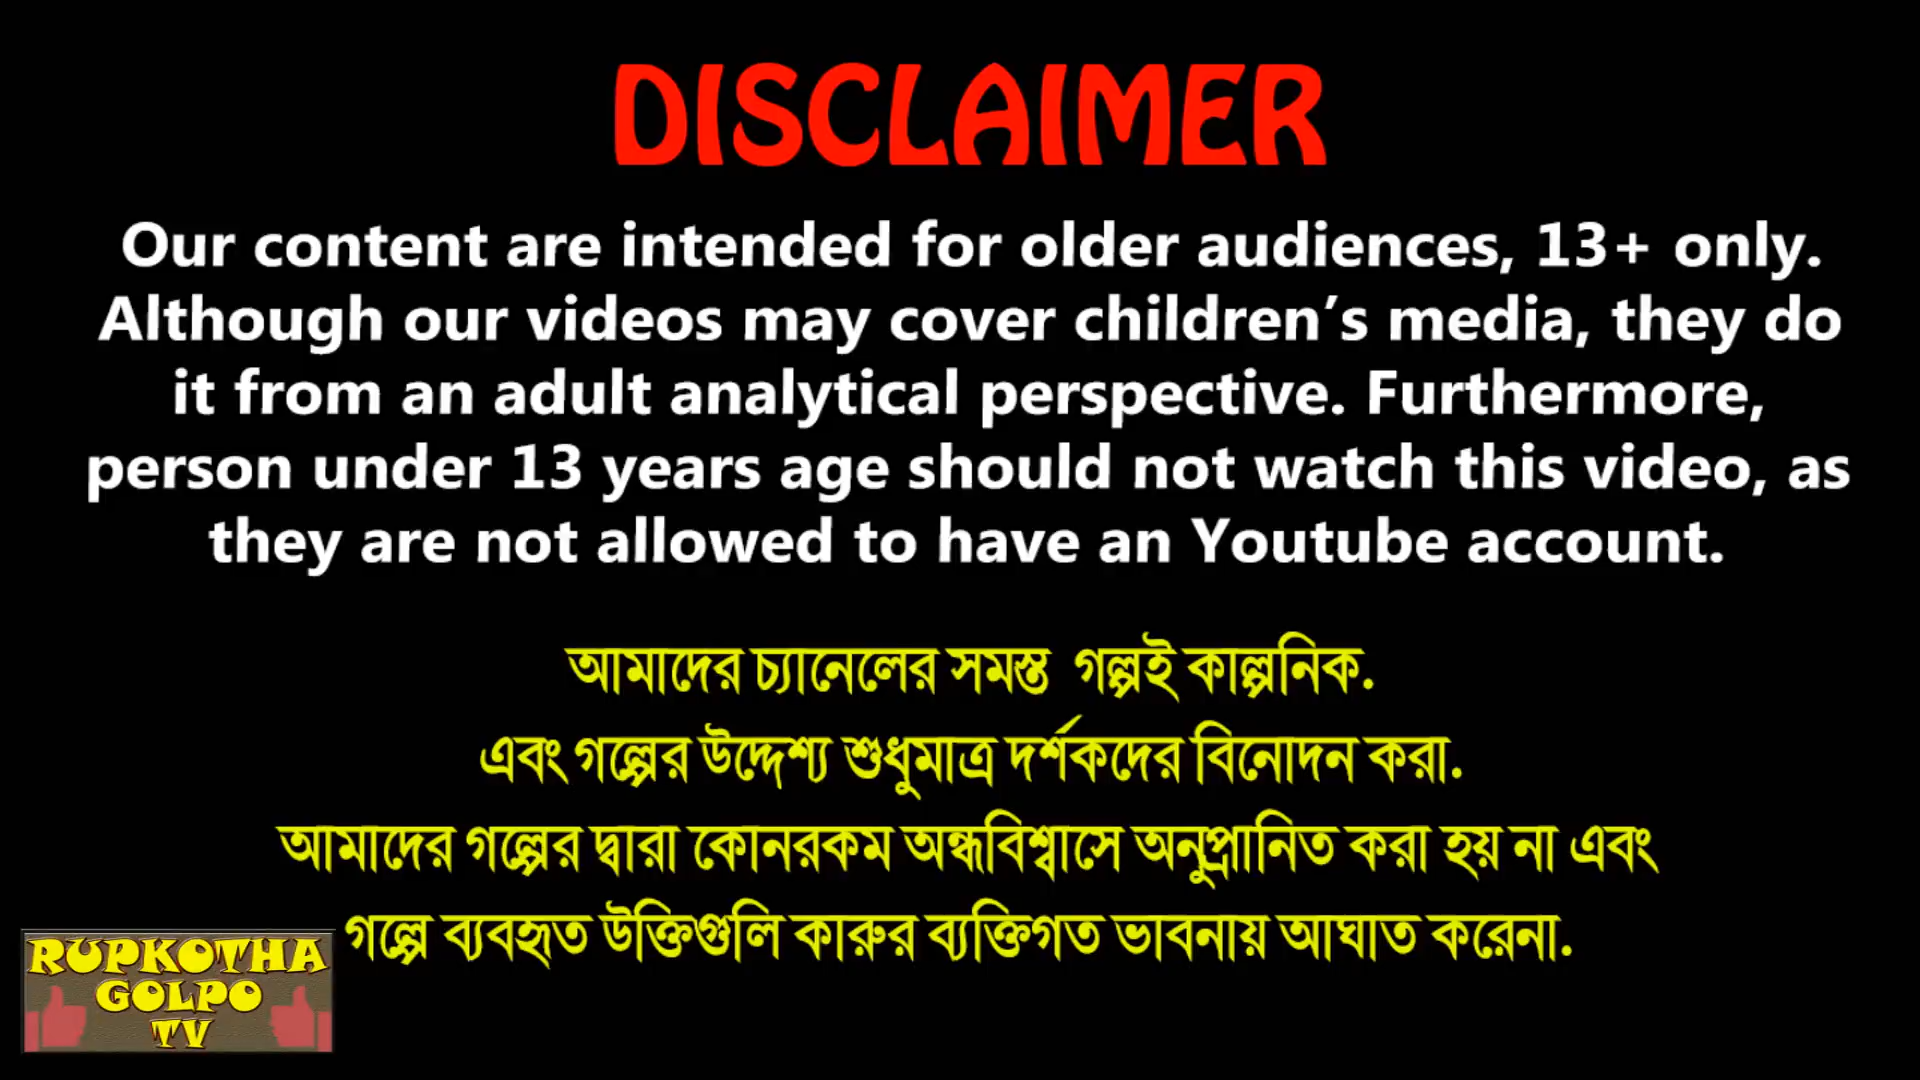 DISCLAIMER
Our content are intended for older audiences, 13+ only.
Although our videos may cover children’s media, they do
it from an adult analytical perspective. Furthermore,
person under 13 years age should not watch this video, as
they are not allowed to have an Youtube account.
আমাদের চ্যানেলের সমস্ত গল্পই কাল্পনিক.
এবং গল্পের উদ্দেশ্য শুধুমাত্র দর্শকদের বিনোদন করা.
আমাদের গল্পের দ্বারা কোনরকম অন্ধবিশ্বাসে অনুপ্রানিত করা হয় না এবং
গল্পে ব্যবহৃত উক্তিগুলি কারুর ব্যক্তিগত ভাবনায় আঘাত করেনা.
RUPKOTHA
GOLPO
TV